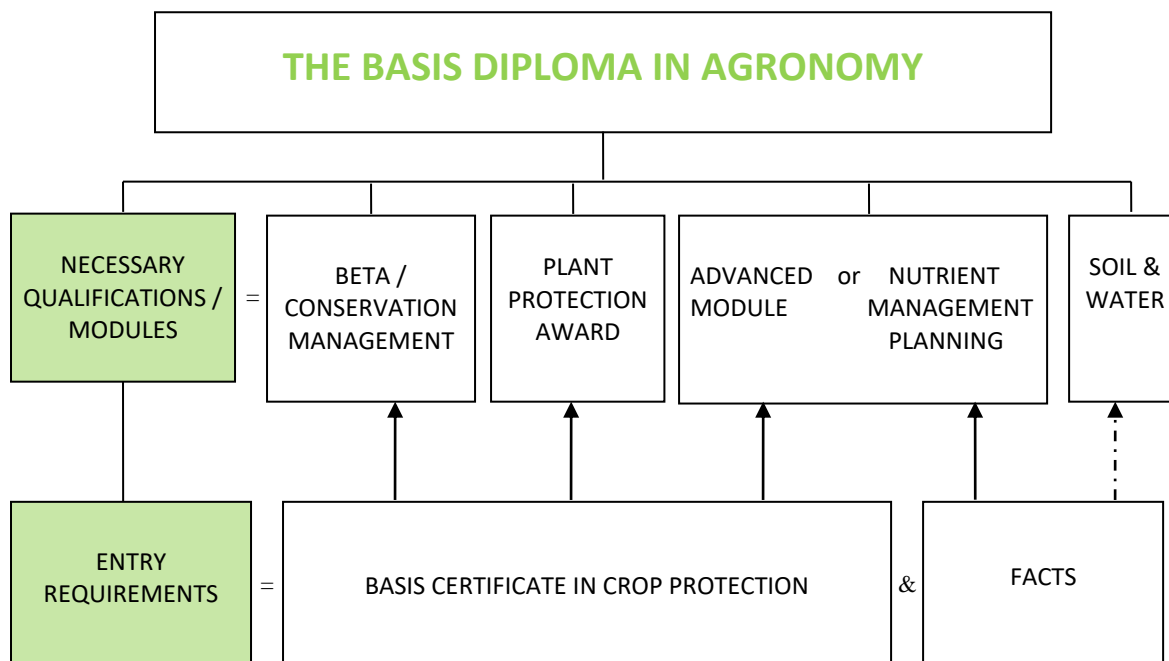 THE BASIS DIPLOMA IN AGRONOMY
NECESSARY
QUALIFICATIONS /
MODULES
=
BETA /
CONSERVATION
MANAGEMENT
PLANT
PROTECTION
AWARD
ADVANCED or NUTRIENT
MODULE MANAGEMENT
PLANNING
SOIL &
WATER
ENTRY
REQUIREMENTS
=
BASIS CERTIFICATE IN CROP PROTECTION
&
FACTS